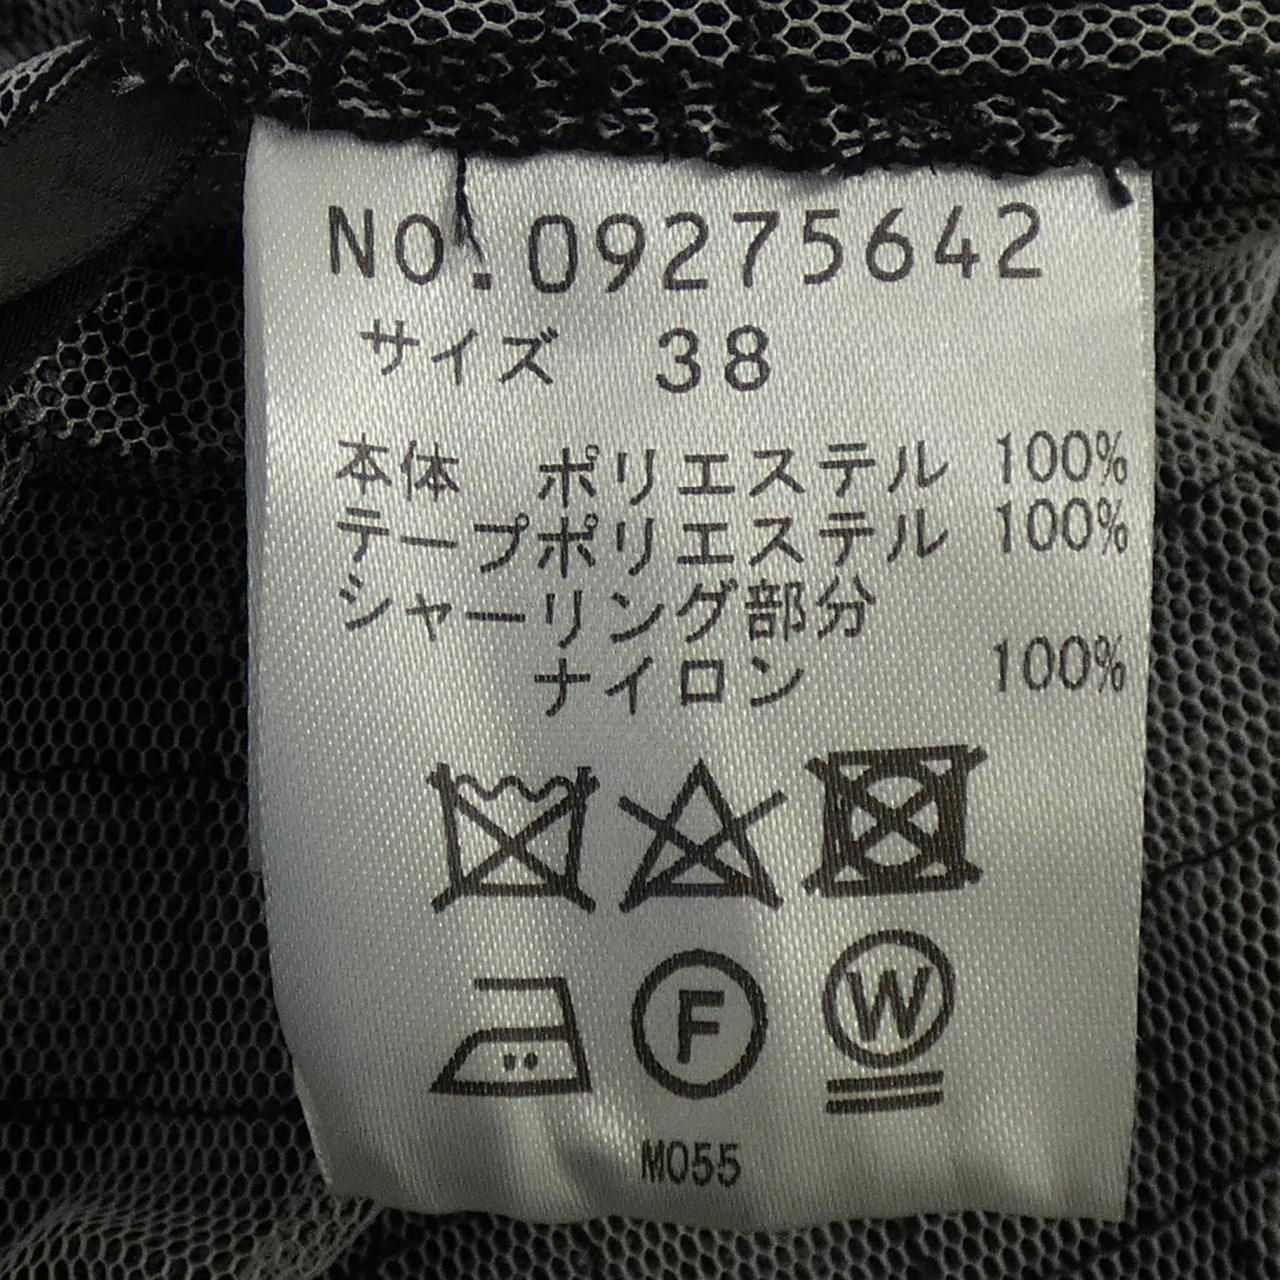 NO.09275642
サイズ 38
本体 ポリエステル 100%
テープポリエステル 100%
シャーリング部分
ナイロン 100%
F W
M055